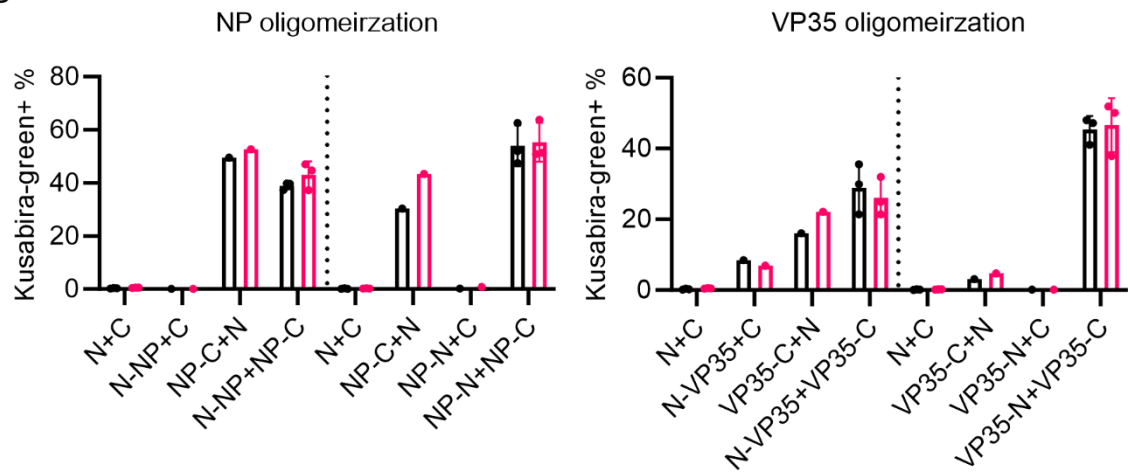 NP oligomeirzation
Kusabira-green+ %
80
60
40
20
0
N+C
N-NP+C
NP-C+N
N-NP+NP-C
N+C
NP-C+N
NP-N+C
NP-N+NP-C
VP35 oligomeirzation
Kusabira-green+ %
60
40
20
0
N+C
N-VP35+C
VP35-C+N
N-VP35+VP35-C
N+C
VP35-C+N
VP35-N+C
VP35-N+VP35-C